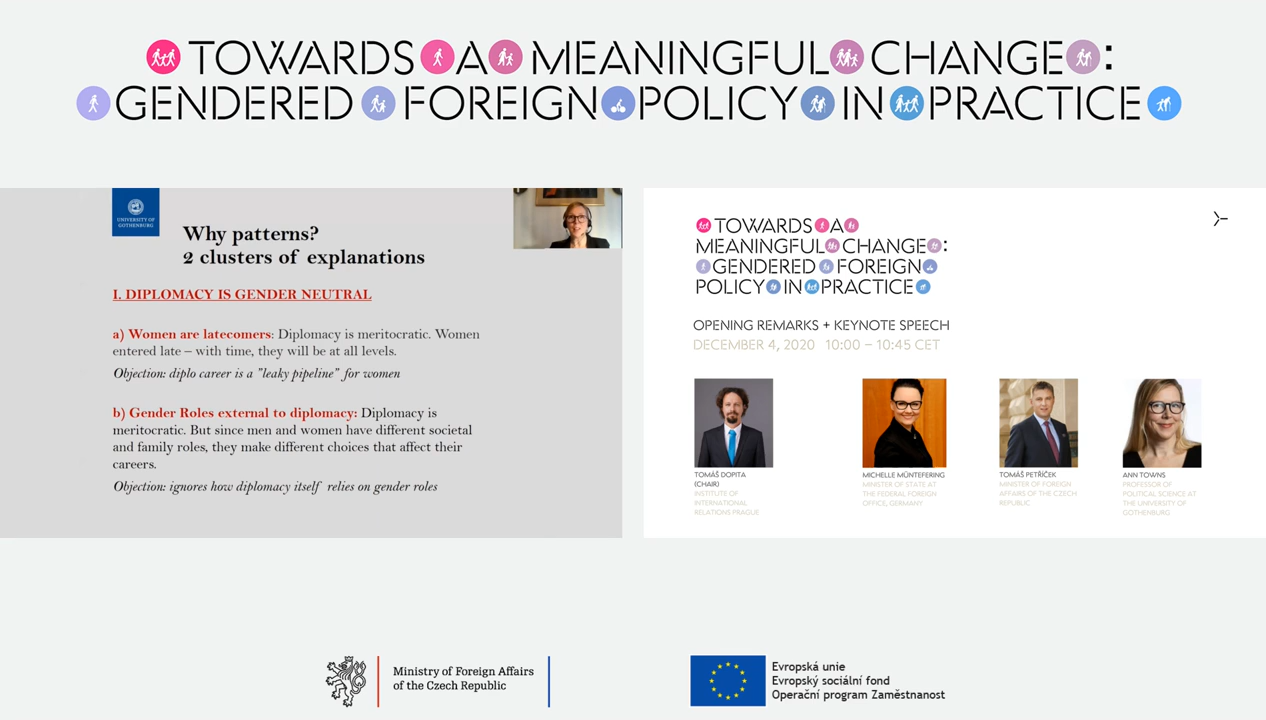 TOWARDS A MEANINGFUL CHANGE:
GENDERED FOREIGN POLICY IN PRACTICE
UNIVERSITY OF
GOTHENBURG
Why patterns?
2 clusters of explanations
I. DIPLOMACY IS GENDER NEUTRAL
a) Women are latecomers: Diplomacy is meritocratic. Women
entered late – with time, they will be at all levels.
Objection: diplo career is a "leaky pipeline" for women
b) Gender Roles external to diplomacy: Diplomacy is
meritocratic. But since men and women have different societal
and family roles, they make different choices that affect their
careers.
Objection: ignores how diplomacy itself relies on gender roles
TOWARDS A
MEANINGFUL CHANGE:
GENDERED FOREIGN
POLICY IN PRACTICE
OPENING REMARKS + KEYNOTE SPEECH
DECEMBER 4, 2020 10:00 – 10:45 CET
TOMÁŠ DOPITA
(CHAIR)
INSTITUTE OF
INTERNATIONAL
RELATIONS PRAGUE
MICHELLE MÜNTEFERING
MINISTER OF STATE AT
THE FEDERAL FOREIGN
OFFICE, GERMANY
TOMÁŠ PETŘÍČEK
MINISTER OF FOREIGN
AFFAIRS OF THE CZECH
REPUBLIC
ANN TOWNS
PROFESSOR OF
POLITICAL SCIENCE AT
THE UNIVERSITY OF
GOTHENBURG
Ministry of Foreign Affairs
of the Czech Republic
Evropská unie
Evropský sociální fond
Operační program Zaměstnanost